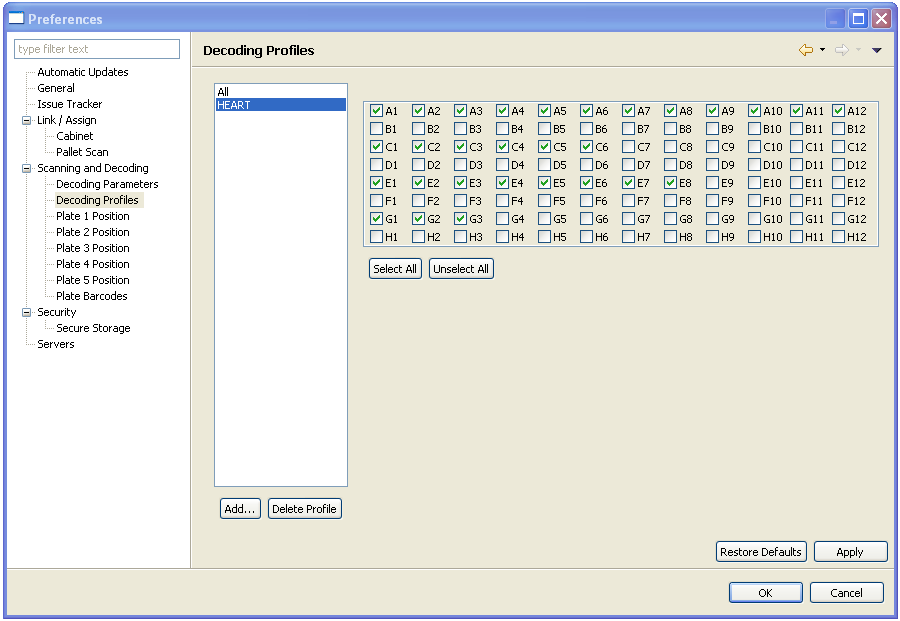 Preferences
type filter text
Automatic Updates
General
Issue Tracker
Link / Assign
Cabinet
Pallet Scan
Scanning and Decoding
Decoding Parameters
Decoding Profiles
Plate 1 Position
Plate 2 Position
Plate 3 Position
Plate 4 Position
Plate 5 Position
Plate Barcodes
Security
Secure Storage
Servers
Decoding Profiles
All
HEART
A1 A2 A3 A4 A5 A6 A7 A8 A9 A10 A11 A12
B1 B2 B3 B4 B5 B6 B7 B8 B9 B10 B11 B12
C1 C2 C3 C4 C5 C6 C7 C8 C9 C10 C11 C12
D1 D2 D3 D4 D5 D6 D7 D8 D9 D10 D11 D12
E1 E2 E3 E4 E5 E6 E7 E8 E9 E10 E11 E12
F1 F2 F3 F4 F5 F6 F7 F8 F9 F10 F11 F12
G1 G2 G3 G4 G5 G6 G7 G8 G9 G10 G11 G12
H1 H2 H3 H4 H5 H6 H7 H8 H9 H10 H11 H12
Select All Unselect All
Add... Delete Profile
Restore Defaults Apply
OK Cancel